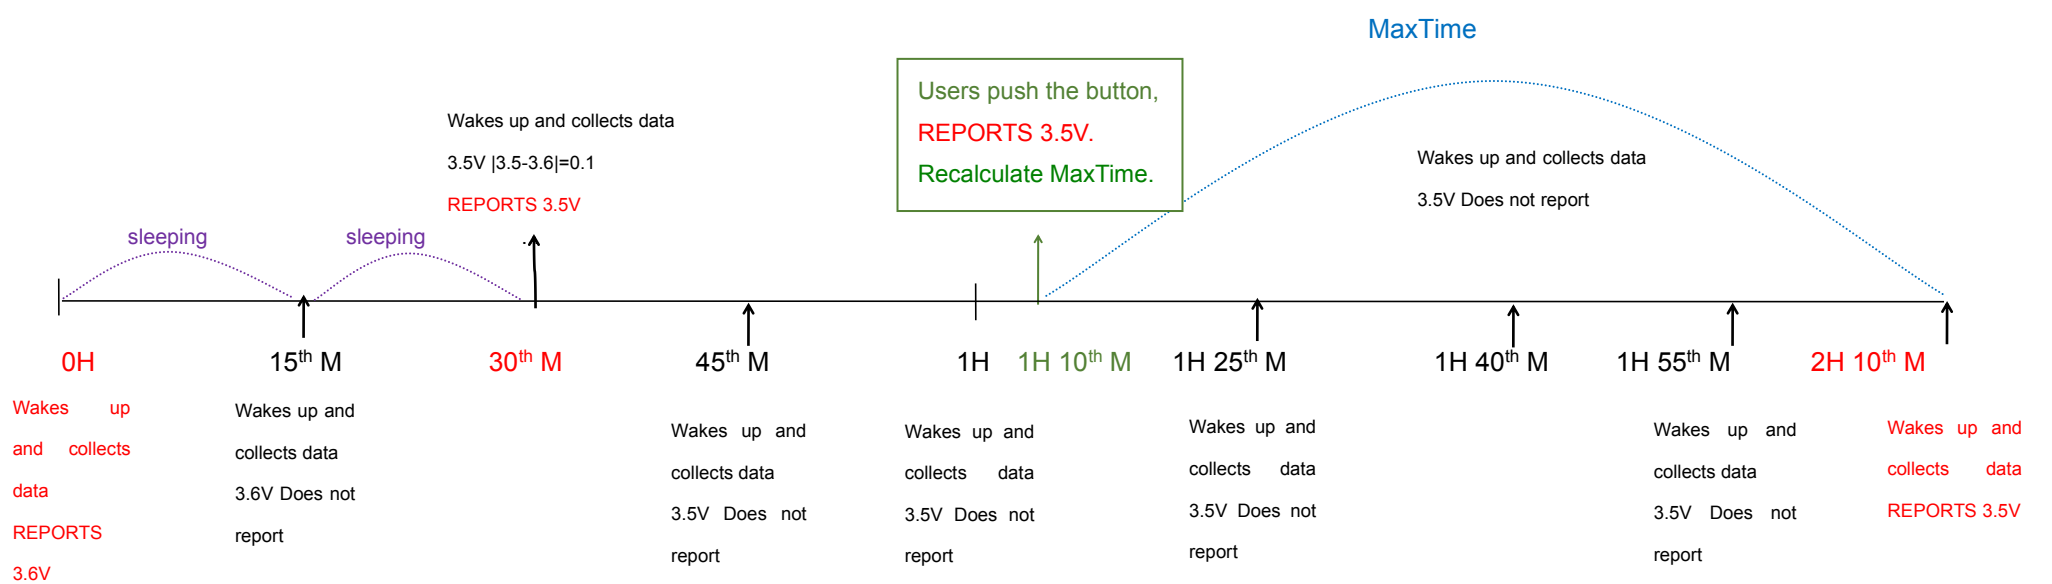 MaxTime
Users push the button,
REPORTS 3.5V.
Recalculate MaxTime.
Wakes up and collects data
3.5V |3.5-3.6|=0.1
REPORTS 3.5V
Wakes up and collects data
3.5V Does not report
sleeping
sleeping
0H
15th M
30th M
45th M
1H
1H 10th M
1H 25th M
1H 40th M
1H 55th M
2H 10th M
Wakes up
and collects
data
REPORTS
3.6V
Wakes up and
collects data
3.6V Does not
report
Wakes up and
collects data
3.5V Does not
report
Wakes up and
collects data
3.5V Does not
report
Wakes up and
collects data
3.5V Does not
report
Wakes up and
collects data
3.5V Does not
report
Wakes up and
collects data
REPORTS 3.5V